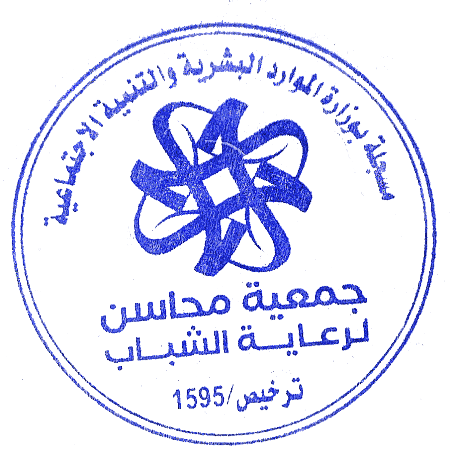 مسجلة بوزارة الموارد البشرية والتنمية الاجتماعية
جمعية محاسن
لرعاية الشباب
ترخيص/1595